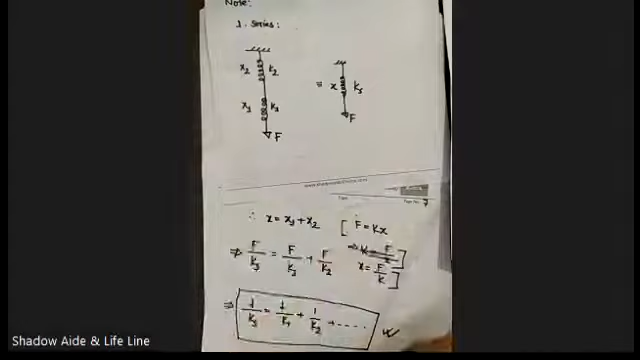 Note:
1. Series:
x₂ k₂
= x Ks
x₁ k₁
F
F
∴ x = x₁ + x₂ [ F = Kx
⇒ F/Ks = F/K₁ + F/K₂
x = F/K ]
⇒ 1/Ks = 1/K₁ + 1/K₂ + -----
Shadow Aide & Life Line